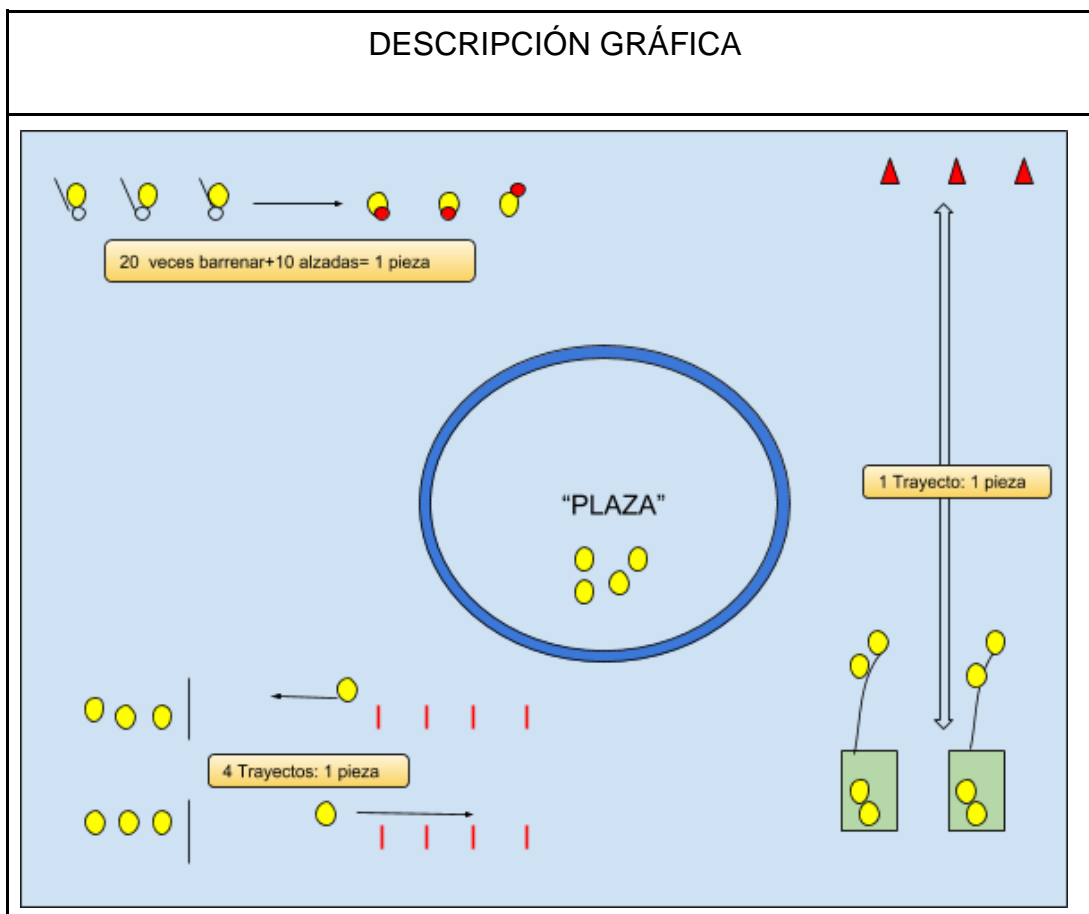 DESCRIPCIÓN GRÁFICA
20 veces barrenar+10 alzadas= 1 pieza
1 Trayecto: 1 pieza
“PLAZA”
4 Trayectos: 1 pieza